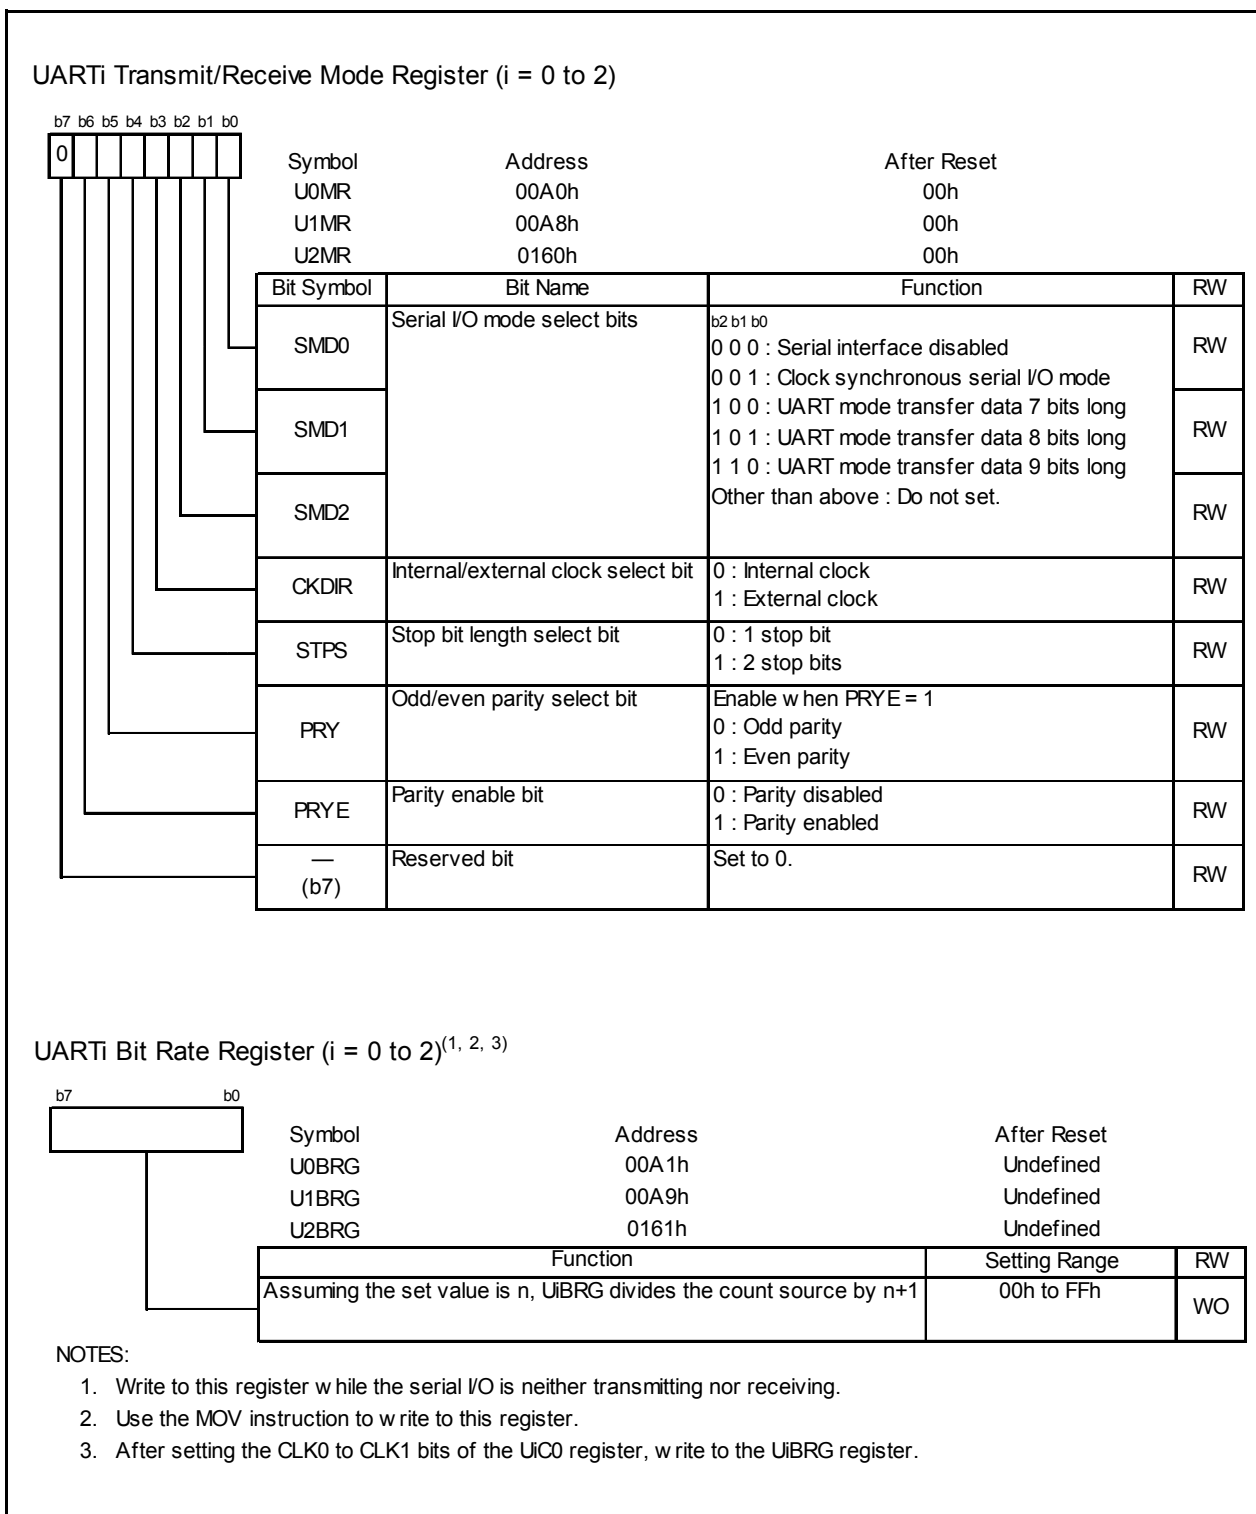 UARTi Transmit/Receive Mode Register (i = 0 to 2)
b7 b6 b5 b4 b3 b2 b1 b0
0
Symbol Address After Reset
U0MR 00A0h 00h
U1MR 00A8h 00h
U2MR 0160h 00h
Bit Symbol Bit Name Function RW
SMD0 Serial I/O mode select bits b2 b1 b0 RW
0 0 0 : Serial interface disabled
0 0 1 : Clock synchronous serial I/O mode
SMD1 1 0 0 : UART mode transfer data 7 bits long RW
1 0 1 : UART mode transfer data 8 bits long
1 1 0 : UART mode transfer data 9 bits long
SMD2 Other than above : Do not set. RW
CKDIR Internal/external clock select bit 0 : Internal clock RW
1 : External clock
STPS Stop bit length select bit 0 : 1 stop bit RW
1 : 2 stop bits
PRY Odd/even parity select bit Enable when PRYE = 1 RW
0 : Odd parity
1 : Even parity
PRYE Parity enable bit 0 : Parity disabled RW
1 : Parity enabled
— Reserved bit Set to 0. RW
(b7)
UARTi Bit Rate Register (i = 0 to 2)(1, 2, 3)
b7 b0
Symbol Address After Reset
U0BRG 00A1h Undefined
U1BRG 00A9h Undefined
U2BRG 0161h Undefined
Function Setting Range RW
Assuming the set value is n, UiBRG divides the count source by n+1 00h to FFh WO
NOTES:
1. Write to this register while the serial I/O is neither transmitting nor receiving.
2. Use the MOV instruction to write to this register.
3. After setting the CLK0 to CLK1 bits of the UiC0 register, write to the UiBRG register.